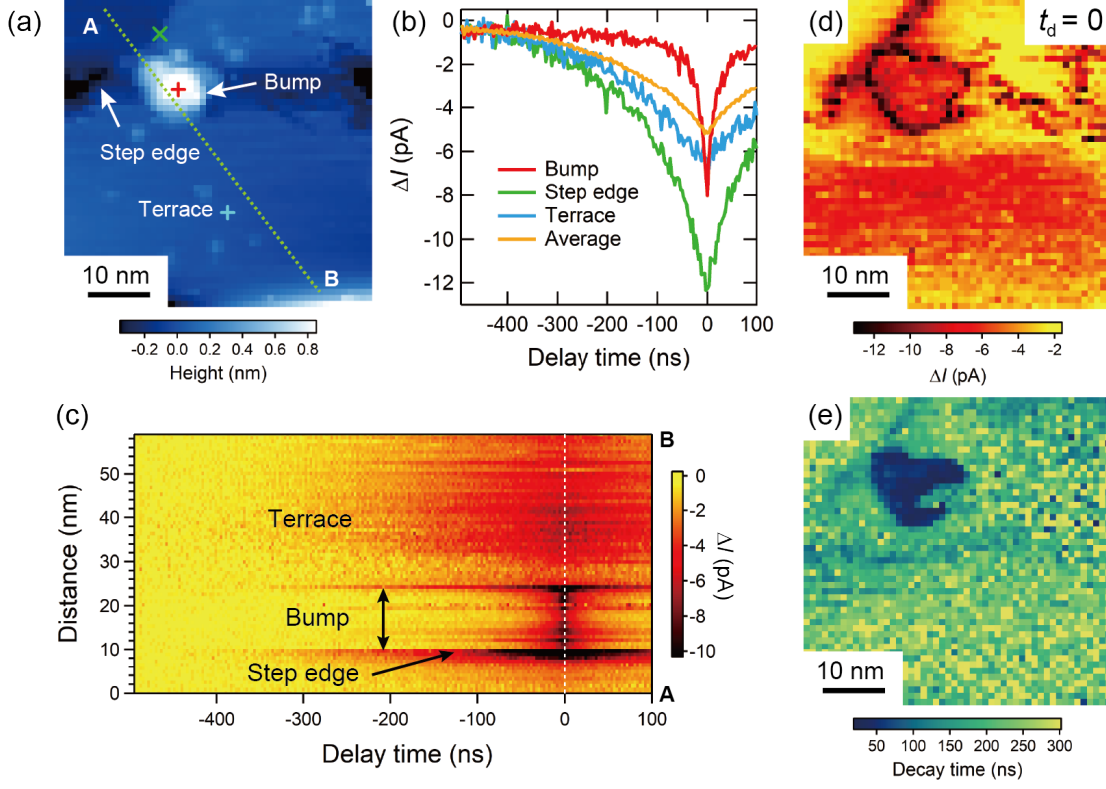 (a)
A
Bump
Step edge
Terrace
B
10 nm
-0.2 0.0 0.2 0.4 0.6 0.8
Height (nm)
(b)
0
-2
-4
-6
-8
-10
-12
ΔI (pA)
Bump
Step edge
Terrace
Average
-400 -300 -200 -100 0 100
Delay time (ns)
(d)
td = 0
10 nm
-12 -10 -8 -6 -4 -2
ΔI (pA)
(c)
50
40
30
20
10
0
Distance (nm)
Terrace
Bump
Step edge
B
A
-400 -300 -200 -100 0 100
Delay time (ns)
0
-2
-4
-6
-8
-10
ΔI (pA)
(e)
10 nm
50 100 150 200 250 300
Decay time (ns)